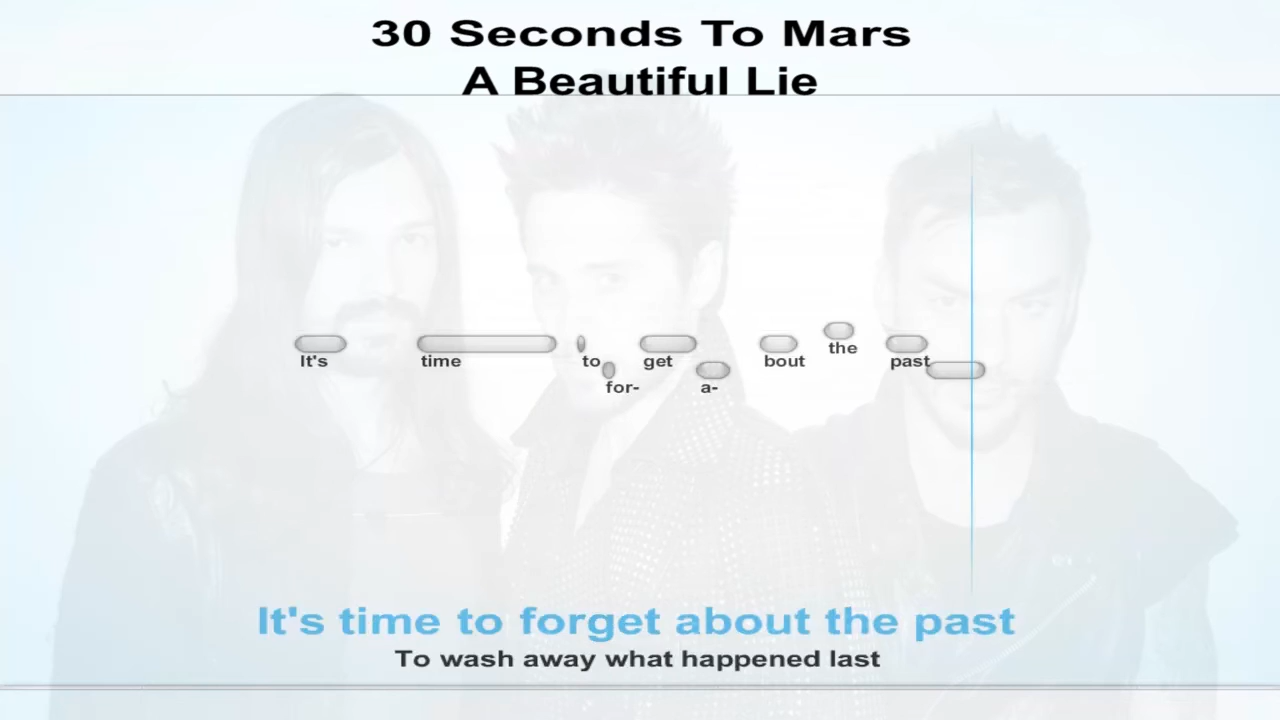 30 Seconds To Mars
A Beautiful Lie
the
It's time to get bout past
for- a-
It's time to forget about the past
To wash away what happened last